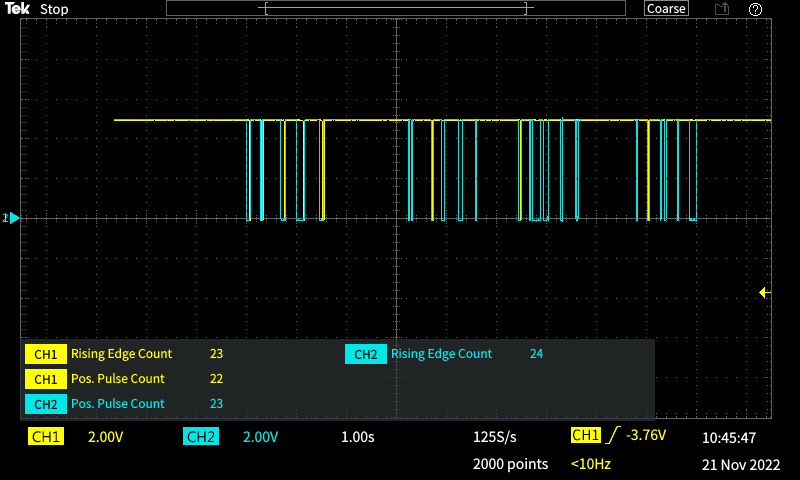 Tek Stop Coarse
2
CH1 Rising Edge Count 23 CH2 Rising Edge Count 24
CH1 Pos. Pulse Count 22
CH2 Pos. Pulse Count 23
CH1 2.00V CH2 2.00V 1.00s 125S/s CH1 -3.76V 10:45:47
2000 points <10Hz 21 Nov 2022